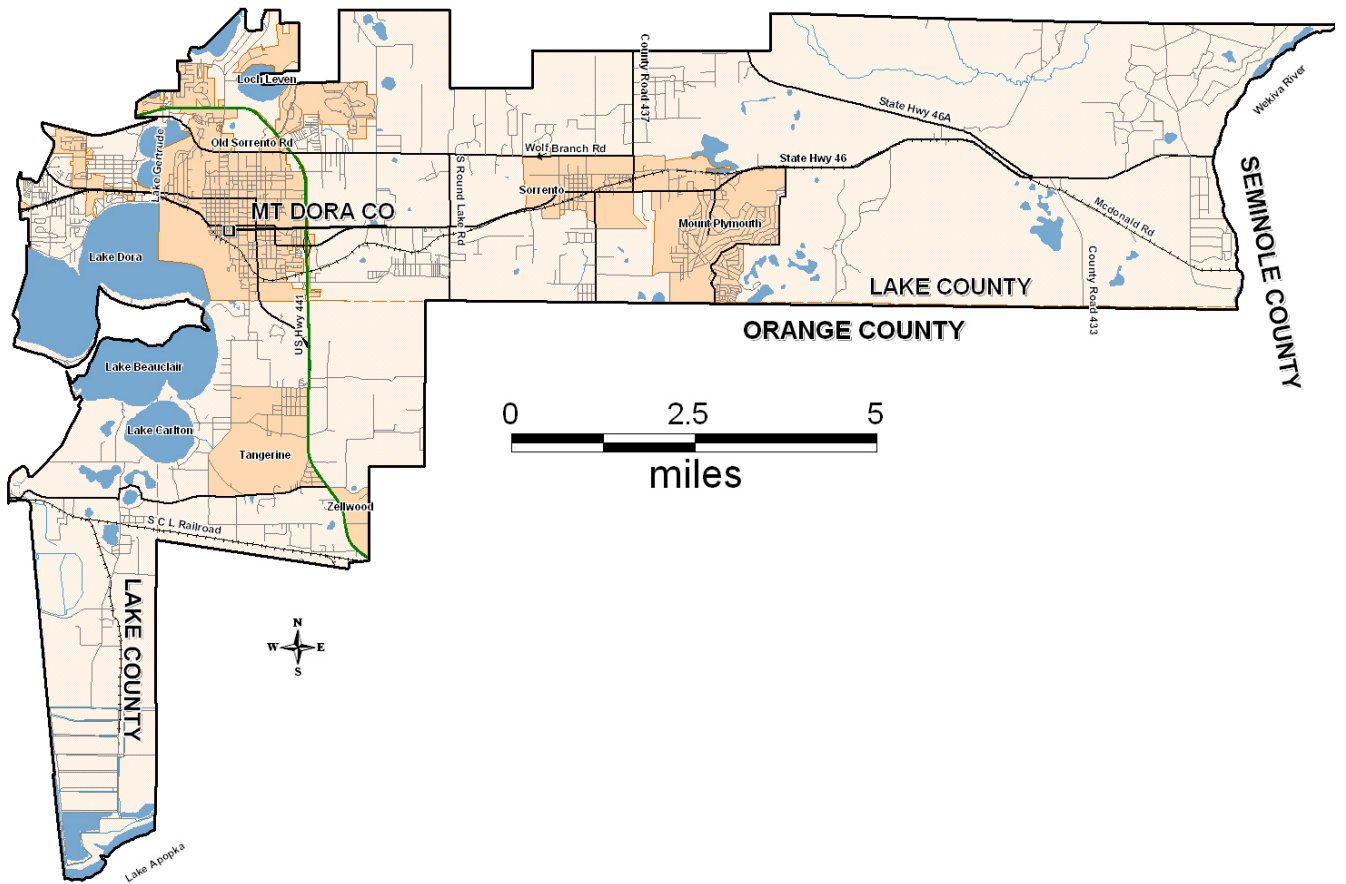 Loch Leven
County Road 437
Wekiva River
State Hwy 46A
Old Sorrento Rd
Wolf Branch Rd
State Hwy 46
Lake Gertrude
S Round Lake Rd
Sorrento
SEMINOLE COUNTY
MT DORA CO
Mount Plymouth
Mcdonald Rd
Lake Dora
County Road 433
LAKE COUNTY
US Hwy 441
ORANGE COUNTY
Lake Beauclair
0 2.5 5
miles
Lake Carlton
Tangerine
Zellwood
S C L Railroad
LAKE COUNTY
N
W E
S
Lake Apopka